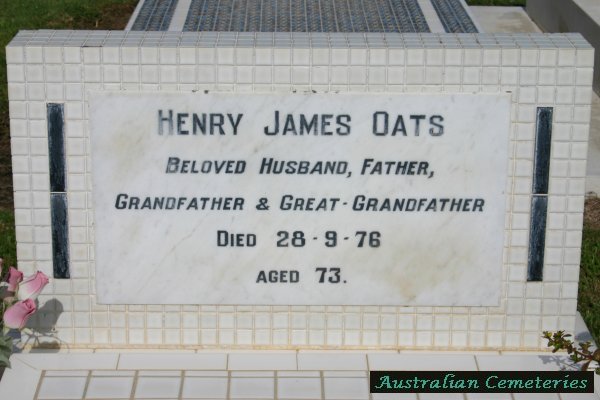 HENRY JAMES OATS
BELOVED HUSBAND, FATHER,
GRANDFATHER & GREAT-GRANDFATHER
DIED 28-9-76
AGED 73.
Australian Cemeteries